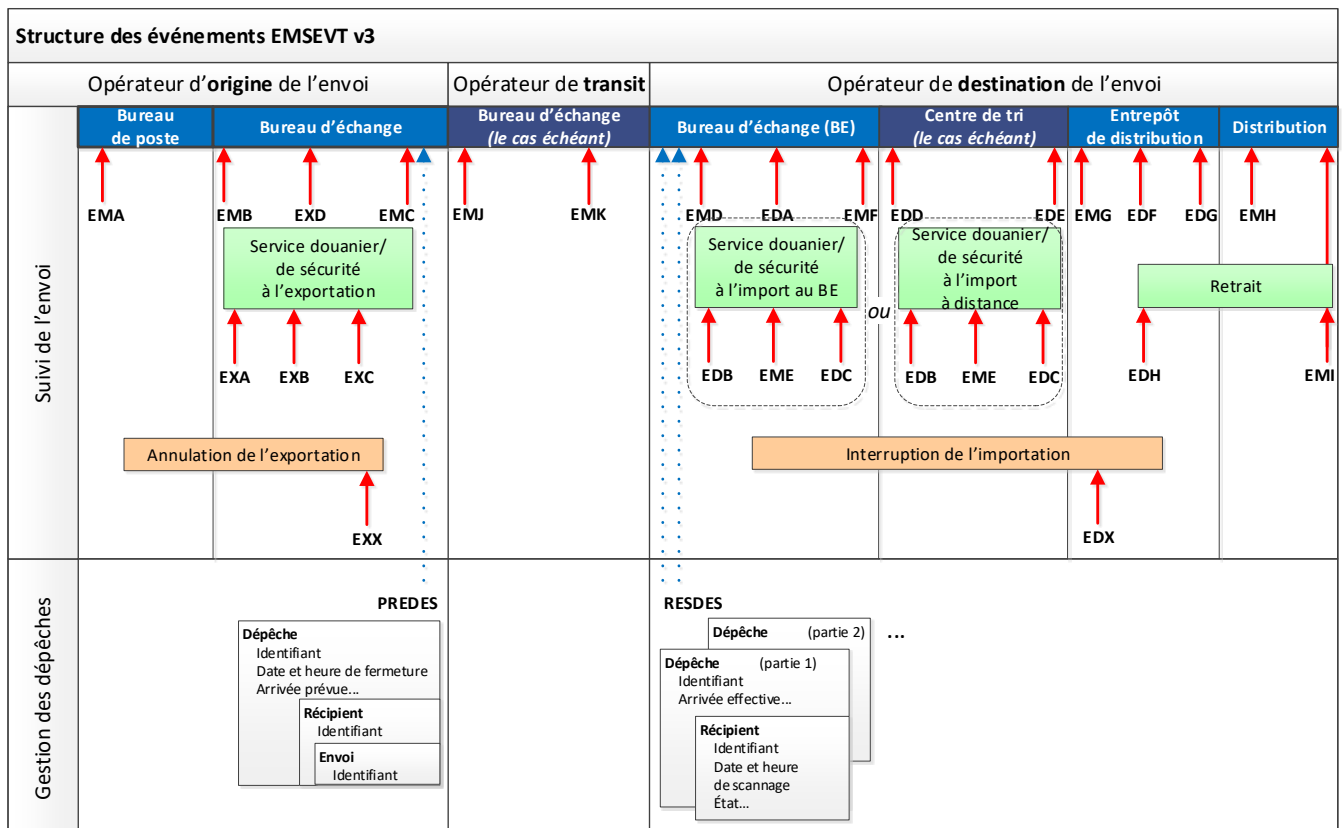 Structure des événements EMSEVT v3
Opérateur d’origine de l’envoi
Opérateur de transit
Opérateur de destination de l’envoi
Bureau
de poste
Bureau d’échange
Bureau d’échange
(le cas échéant)
Bureau d’échange (BE)
Centre de tri
(le cas échéant)
Entrepôt
de distribution
Distribution
Suivi de l’envoi
EMA
EMB
EXD
EMC
EMJ
EMK
EMD
EDA
EMF
EDD
EDE
EMG
EDF
EDG
EMH
Service douanier/
de sécurité
à l’exportation
Service douanier/
de sécurité
à l’import au BE
ou
Service douanier/
de sécurité
à l’import
à distance
Retrait
EXA
EXB
EXC
EDB
EME
EDC
EDB
EME
EDC
EDH
EMI
Annulation de l’exportation
Interruption de l’importation
EXX
EDX
Gestion des dépêches
PREDES
Dépêche
Identifiant
Date et heure de fermeture
Arrivée prévue...
Récipient
Identifiant
Envoi
Identifiant
RESDES
Dépêche (partie 2)
...
Dépêche (partie 1)
Identifiant
Arrivée effective...
Récipient
Identifiant
Date et heure
de scannage
État...